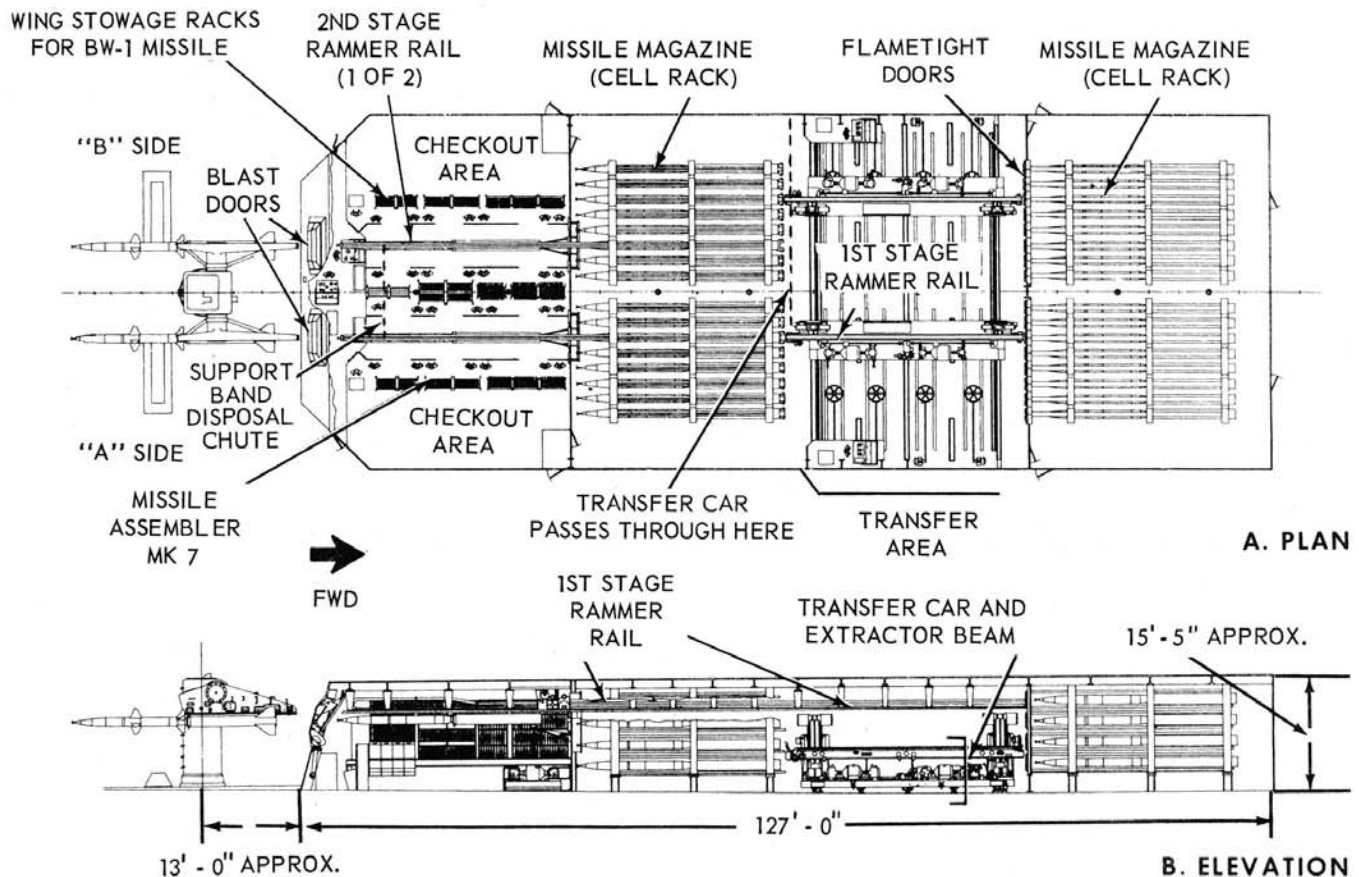 WING STOWAGE RACKS
FOR BW-1 MISSILE
2ND STAGE
RAMMER RAIL
(1 OF 2)
MISSILE MAGAZINE
(CELL RACK)
FLAMETIGHT
DOORS
MISSILE MAGAZINE
(CELL RACK)
"B" SIDE
BLAST
DOORS
CHECKOUT
AREA
1ST STAGE
RAMMER RAIL
SUPPORT
BAND
DISPOSAL
CHUTE
"A" SIDE
CHECKOUT
AREA
MISSILE
ASSEMBLER
MK 7
TRANSFER CAR
PASSES THROUGH HERE
TRANSFER
AREA
A. PLAN
FWD
1ST STAGE
RAMMER
RAIL
TRANSFER CAR AND
EXTRACTOR BEAM
15'-5" APPROX.
127'-0"
13'-0" APPROX.
B. ELEVATION